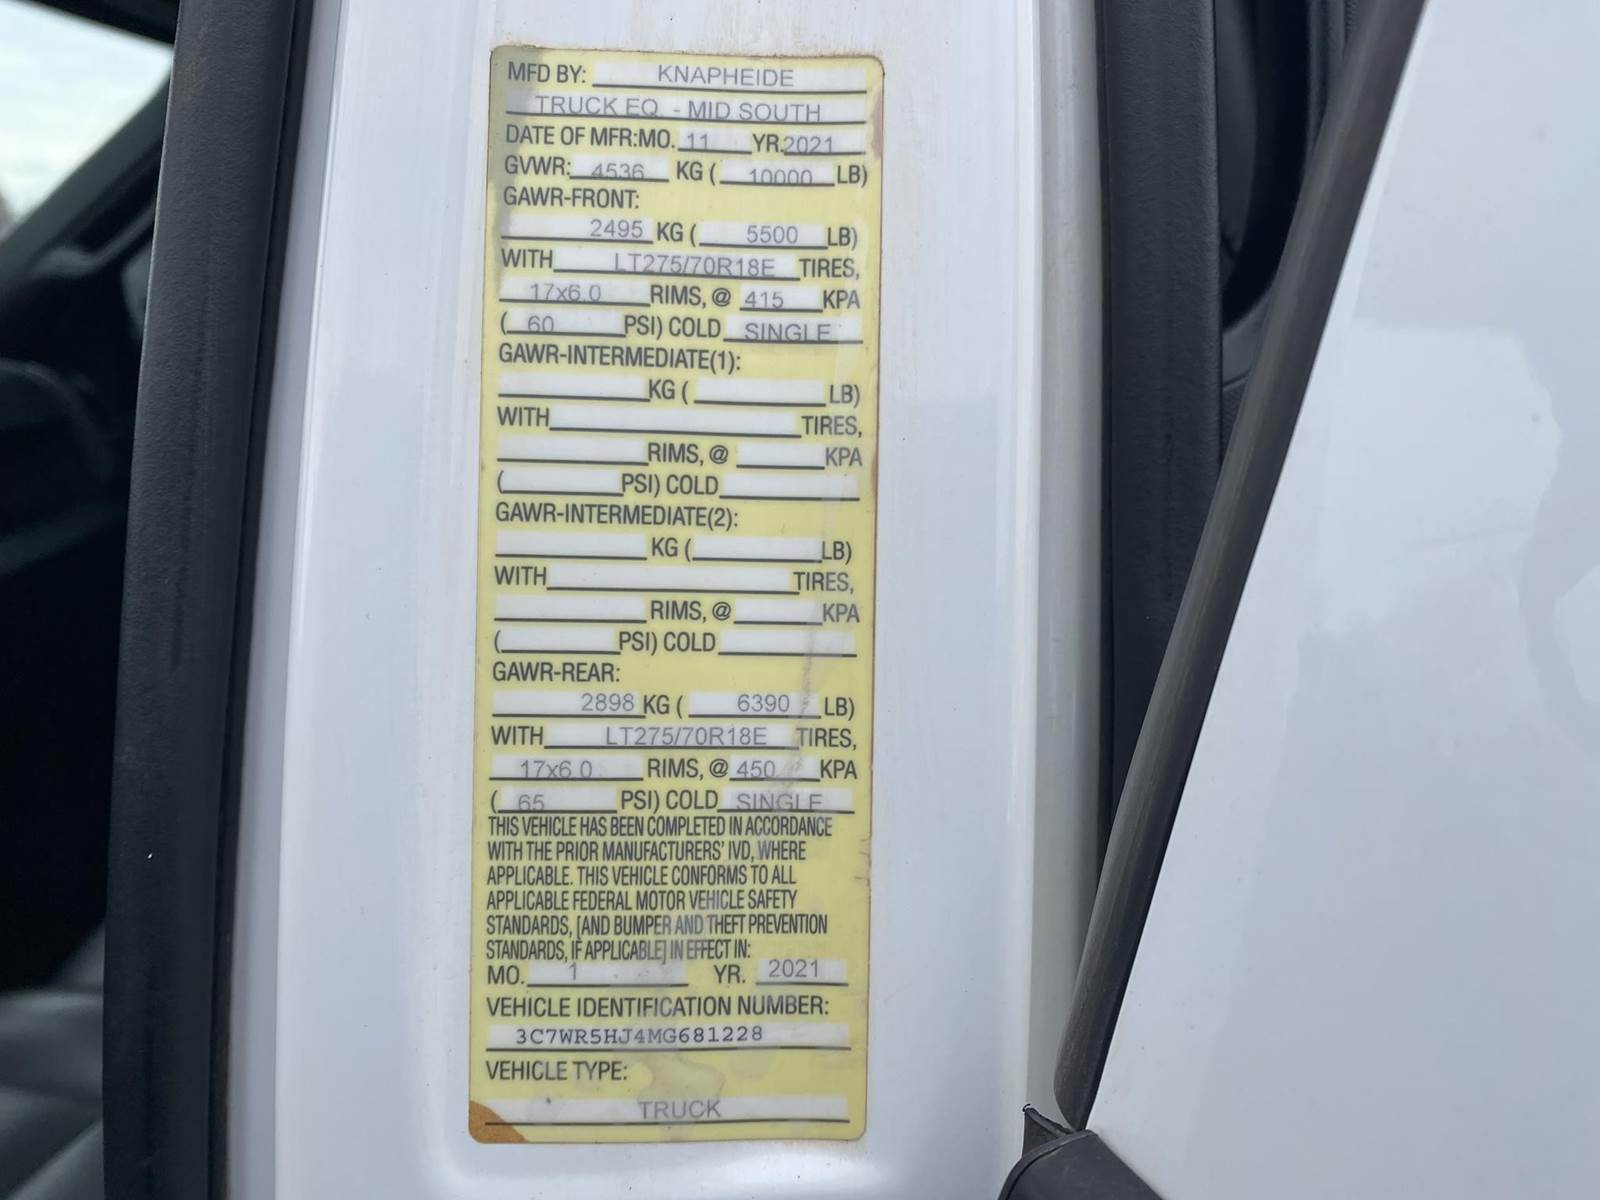 MFD BY: KNAPHEIDE
TRUCK EQ. - MID SOUTH
DATE OF MFR:MO. 11 YR.2021
GVWR: 4536 KG ( 10000 LB)
GAWR-FRONT:
2495 KG ( 5500 LB)
WITH LT275/70R18E TIRES,
17x6.0 RIMS, @ 415 KPA
( 60 PSI) COLD SINGLE
GAWR-INTERMEDIATE(1):
KG ( LB)
WITH TIRES,
RIMS, @ KPA
( PSI) COLD
GAWR-INTERMEDIATE(2):
KG ( LB)
WITH TIRES,
RIMS, @ KPA
( PSI) COLD
GAWR-REAR:
2898 KG ( 6390 LB)
WITH LT275/70R18E TIRES,
17x6.0 RIMS, @ 450 KPA
( 65 PSI) COLD SINGLE
THIS VEHICLE HAS BEEN COMPLETED IN ACCORDANCE
WITH THE PRIOR MANUFACTURERS' IVD, WHERE
APPLICABLE. THIS VEHICLE CONFORMS TO ALL
APPLICABLE FEDERAL MOTOR VEHICLE SAFETY
STANDARDS, [AND BUMPER AND THEFT PREVENTION
STANDARDS, IF APPLICABLE] IN EFFECT IN:
MO. 1 YR. 2021
VEHICLE IDENTIFICATION NUMBER:
3C7WR5HJ4MG681228
VEHICLE TYPE:
TRUCK